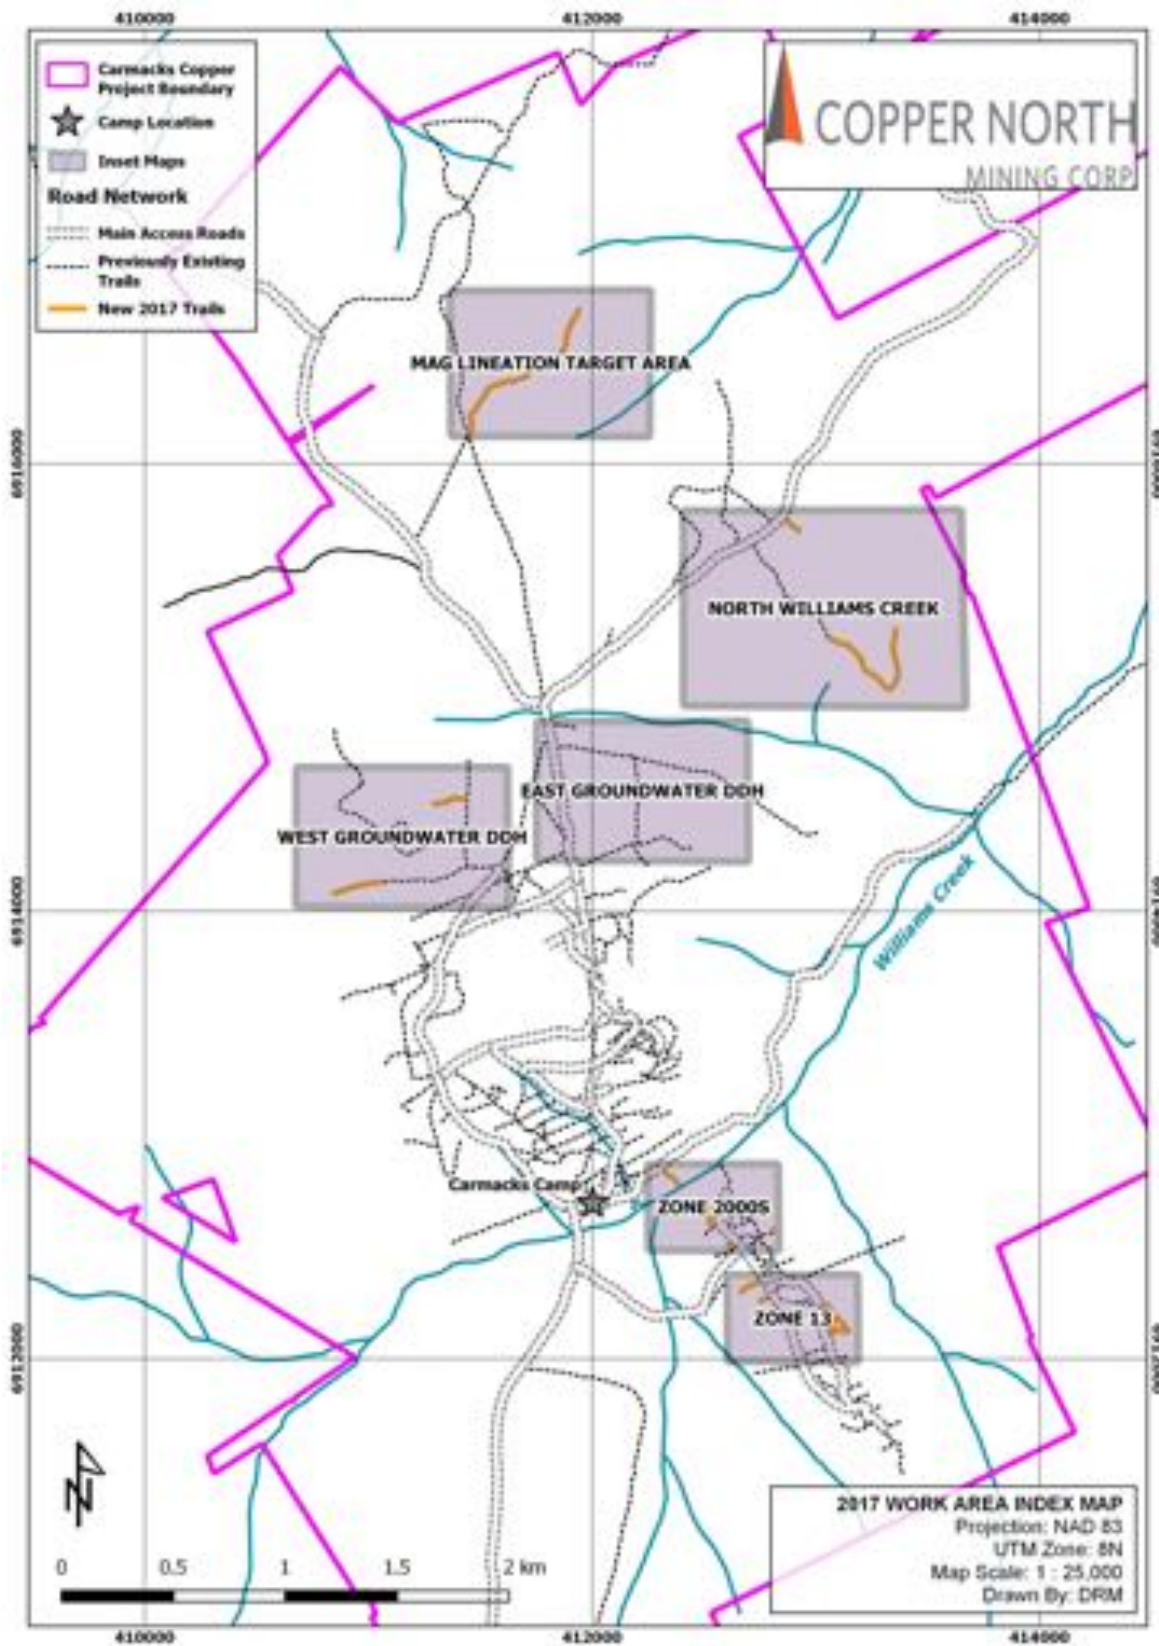 410000 412000 414000
Carmacks Copper
Project Boundary
Camp Location
Inset Maps
Road Network
Main Access Roads
Previously Existing
Trails
New 2017 Trails
COPPER NORTH
MINING CORP
MAG LINEATION TARGET AREA
6916000
NORTH WILLIAMS CREEK
EAST GROUNDWATER DDH
WEST GROUNDWATER DDH
6914000
Williams Creek
Carmacks Camp
ZONE 2000S
ZONE 13
6912000
N
0 0.5 1 1.5 2 km
2017 WORK AREA INDEX MAP
Projection: NAD 83
UTM Zone: 8N
Map Scale: 1 : 25,000
Drawn By: DRM
410000 412000 414000